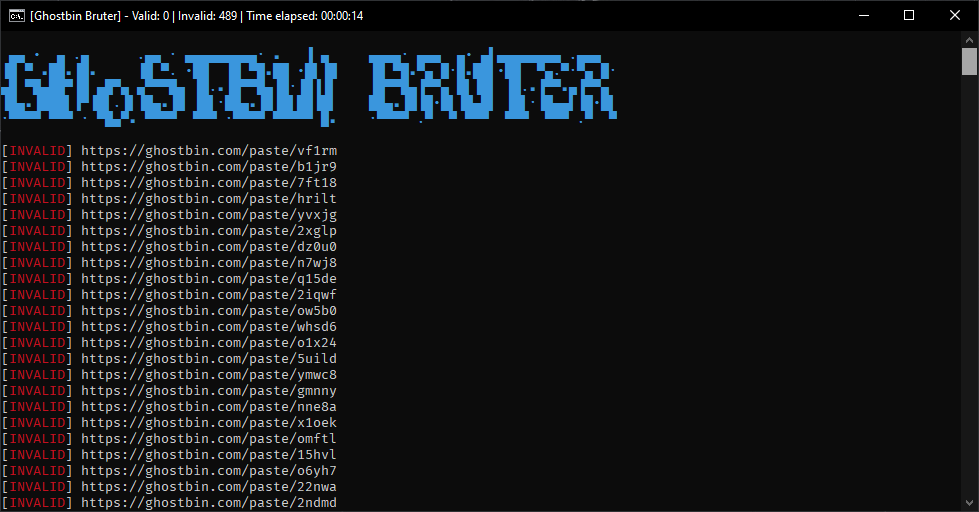 [Ghostbin Bruter] - Valid: 0 | Invalid: 489 | Time elapsed: 00:00:14
GhoSTBiN BRUTER
[INVALID] https://ghostbin.com/paste/vf1rm
[INVALID] https://ghostbin.com/paste/b1jr9
[INVALID] https://ghostbin.com/paste/7ft18
[INVALID] https://ghostbin.com/paste/hrilt
[INVALID] https://ghostbin.com/paste/yvxjg
[INVALID] https://ghostbin.com/paste/2xglp
[INVALID] https://ghostbin.com/paste/dz0u0
[INVALID] https://ghostbin.com/paste/n7wj8
[INVALID] https://ghostbin.com/paste/q15de
[INVALID] https://ghostbin.com/paste/2iqwf
[INVALID] https://ghostbin.com/paste/ow5b0
[INVALID] https://ghostbin.com/paste/whsd6
[INVALID] https://ghostbin.com/paste/o1x24
[INVALID] https://ghostbin.com/paste/5uild
[INVALID] https://ghostbin.com/paste/ymwc8
[INVALID] https://ghostbin.com/paste/gmnny
[INVALID] https://ghostbin.com/paste/nne8a
[INVALID] https://ghostbin.com/paste/x1oek
[INVALID] https://ghostbin.com/paste/omftl
[INVALID] https://ghostbin.com/paste/15hvl
[INVALID] https://ghostbin.com/paste/o6yh7
[INVALID] https://ghostbin.com/paste/22nwa
[INVALID] https://ghostbin.com/paste/2ndmd